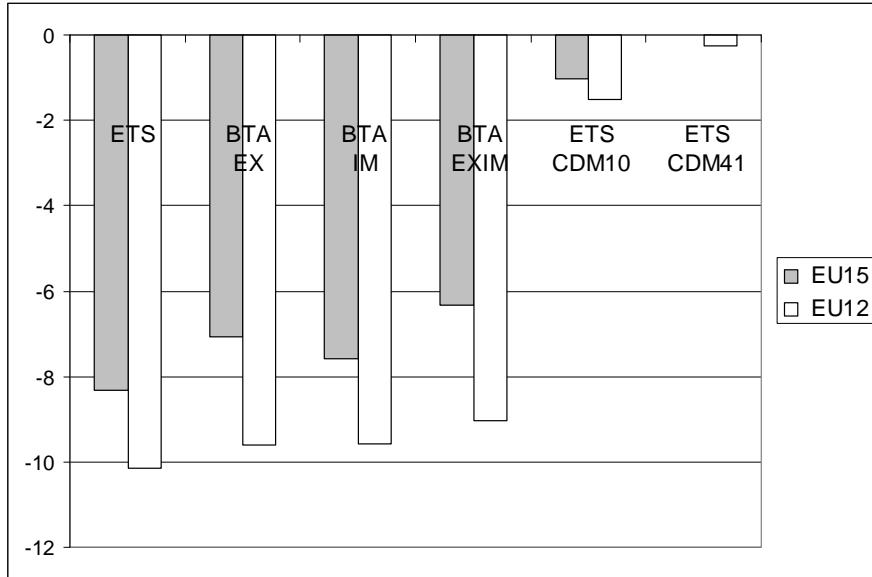 0
-2
-4
-6
-8
-10
-12
ETS
BTA
EX
BTA
IM
BTA
EXIM
ETS
CDM10
ETS
CDM41
EU15
EU12